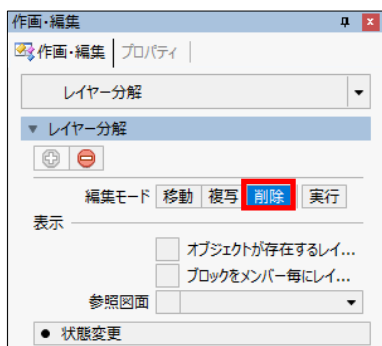 作画・編集
作画・編集 プロパティ
レイヤー分解
レイヤー分解
編集モード 移動 複写 削除 実行
表示
オブジェクトが存在するレイ...
ブロックをメンバー毎にレイ...
参照図面
状態変更